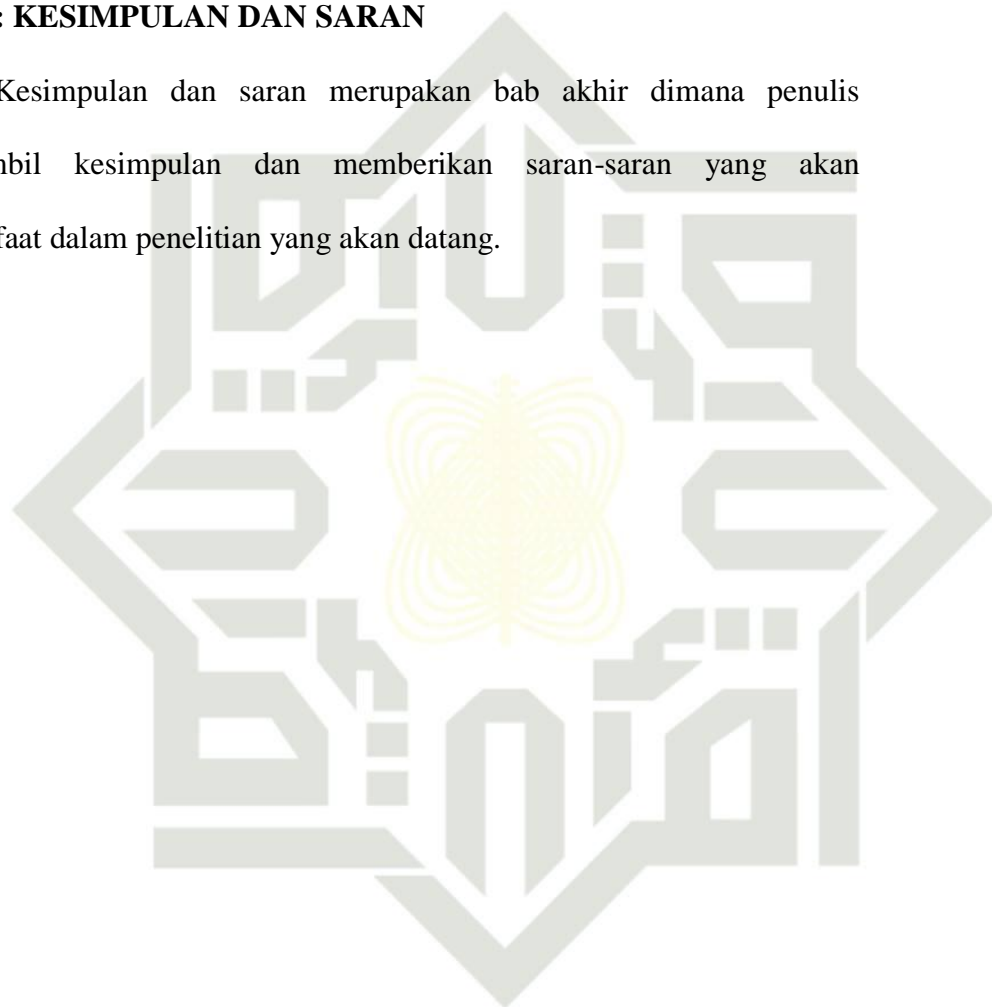 : KESIMPULAN DAN SARAN
Kesimpulan dan saran merupakan bab akhir dimana penulis
mbil kesimpulan dan memberikan saran-saran yang akan
faat dalam penelitian yang akan datang.